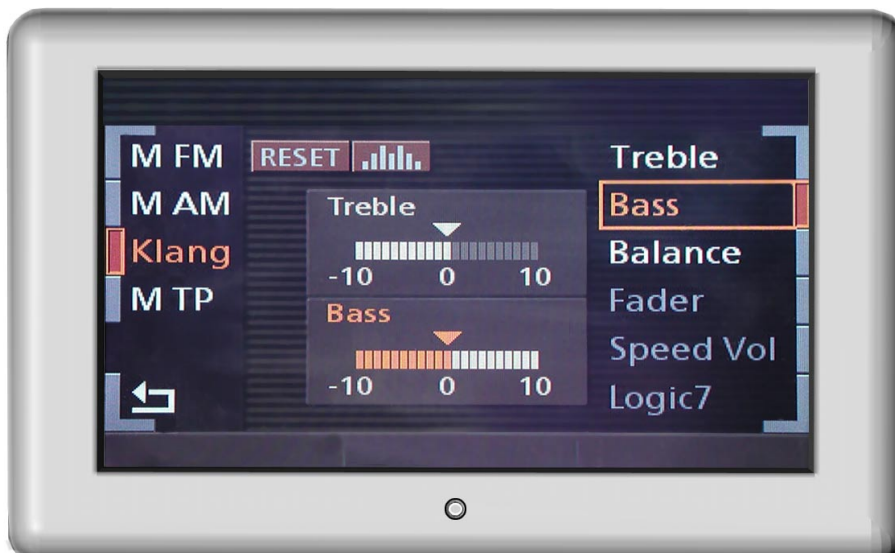 M FM
M AM
Klang
M TP
RESET
Treble
-10 0 10
Bass
-10 0 10
Treble
Bass
Balance
Fader
Speed Vol
Logic7